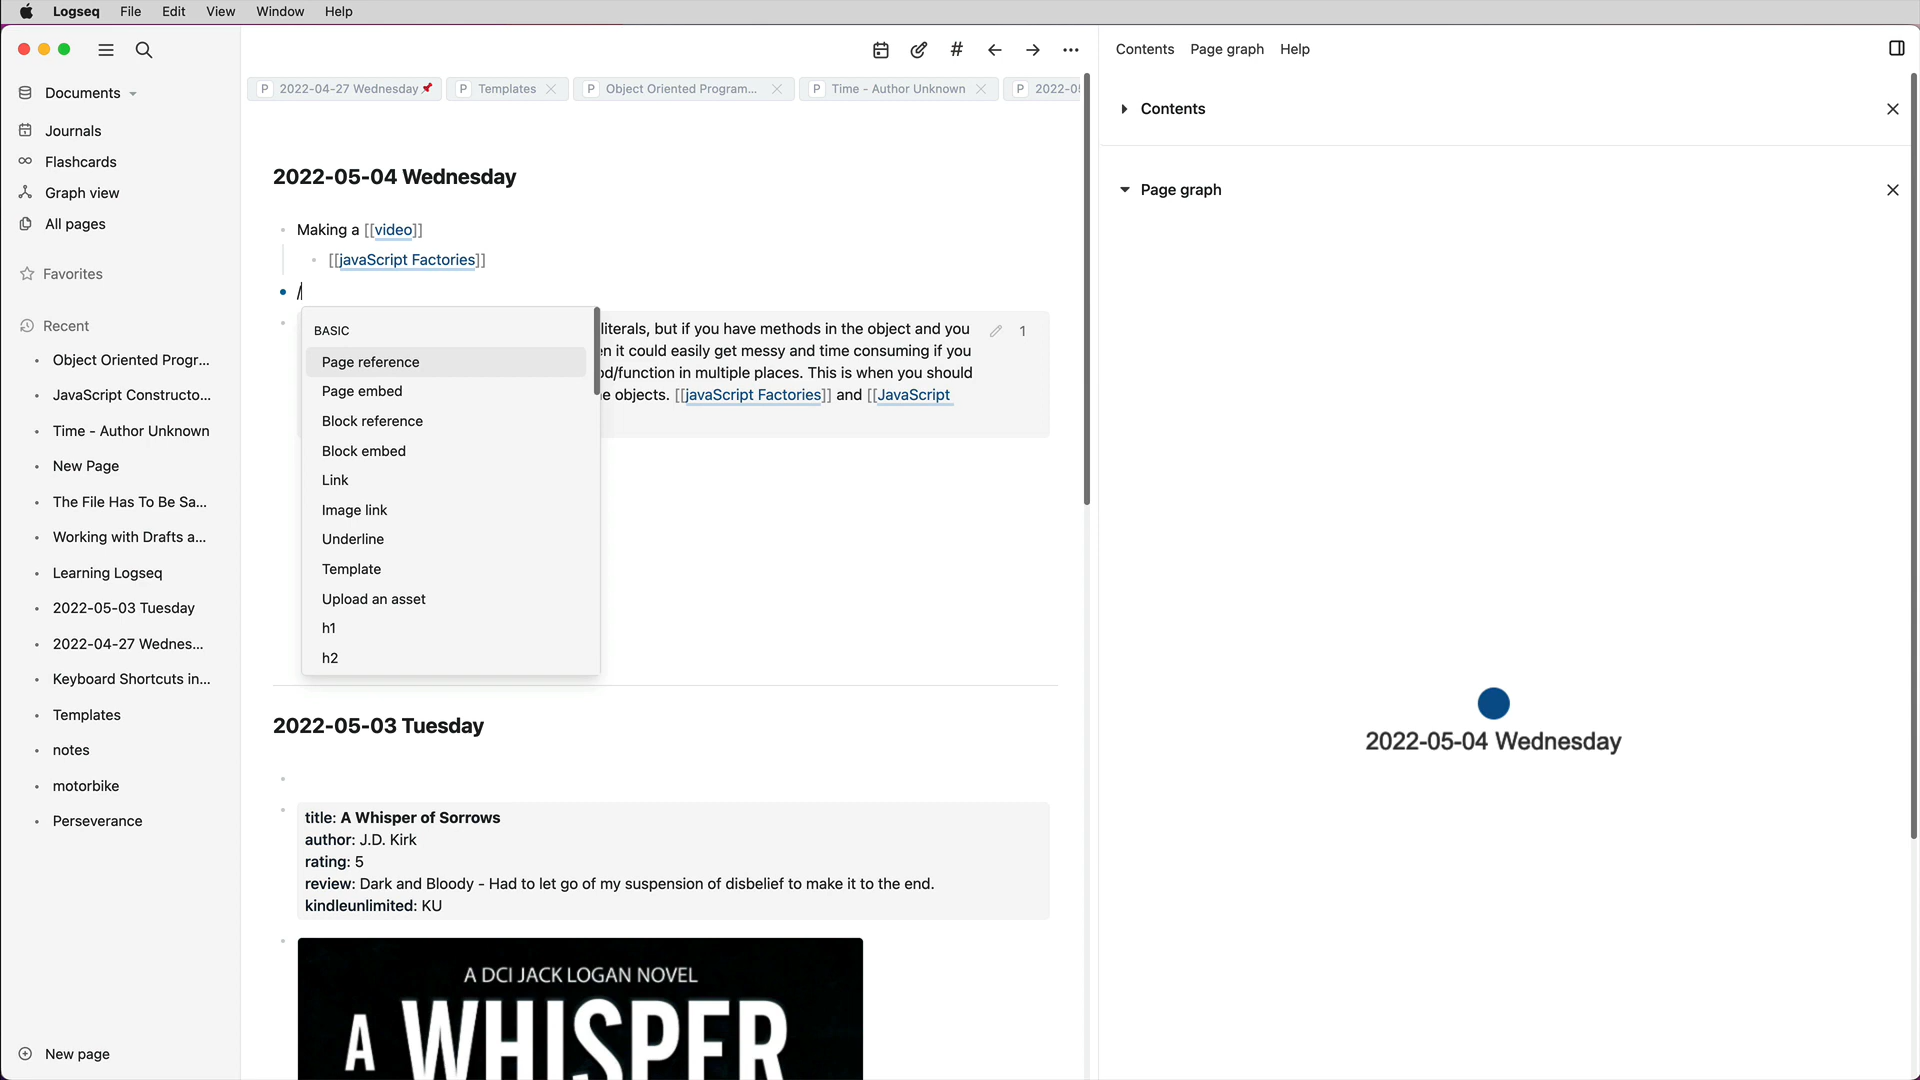 Logseq File Edit View Window Help
Documents
Journals
Flashcards
Graph view
All pages
Favorites
Recent
Object Oriented Progr...
JavaScript Constructo...
Time - Author Unknown
New Page
The File Has To Be Sa...
Working with Drafts a...
Learning Logseq
2022-05-03 Tuesday
2022-04-27 Wednes...
Keyboard Shortcuts in...
Templates
notes
motorbike
Perseverance
New page
P 2022-04-27 Wednesday P Templates P Object Oriented Program... P Time - Author Unknown P 2022-0
2022-05-04 Wednesday
Making a [[video]]
[[javaScript Factories]]
/
BASIC
Page reference
Page embed
Block reference
Block embed
Link
Image link
Underline
Template
Upload an asset
h1
h2
literals, but if you have methods in the object and you 1
it could easily get messy and time consuming if you
/function in multiple places. This is when you should
objects. [[javaScript Factories]] and [[JavaScript
2022-05-03 Tuesday
title: A Whisper of Sorrows
author: J.D. Kirk
rating: 5
review: Dark and Bloody - Had to let go of my suspension of disbelief to make it to the end.
kindleunlimited: KU
A DCI JACK LOGAN NOVEL
A WHISPER
Contents Page graph Help
Contents
Page graph
2022-05-04 Wednesday